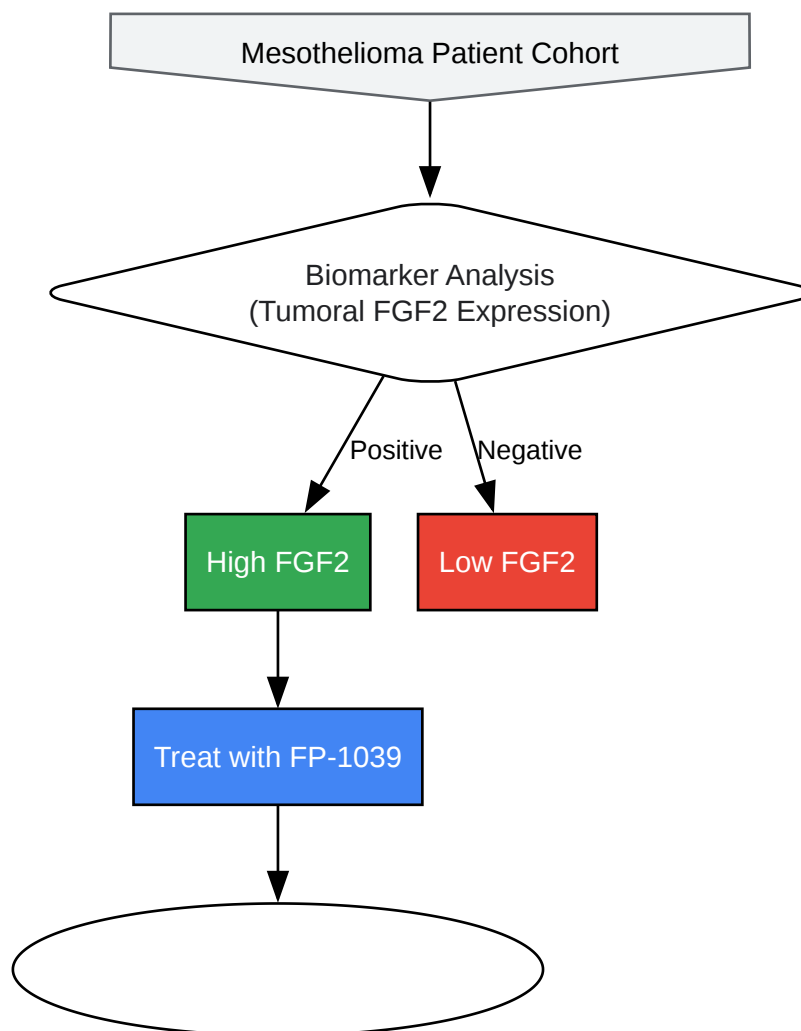 Mesothelioma Patient Cohort
Biomarker Analysis
(Tumoral FGF2 Expression)
Positive
Negative
High FGF2
Low FGF2
Treat with FP-1039